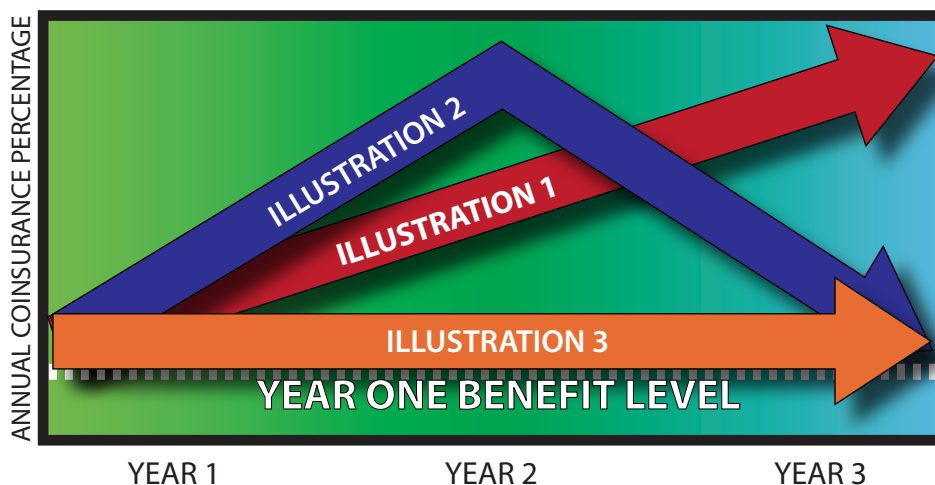 ANNUAL COINSURANCE PERCENTAGE
ILLUSTRATION 2
ILLUSTRATION 1
ILLUSTRATION 3
YEAR ONE BENEFIT LEVEL
YEAR 1
YEAR 2
YEAR 3